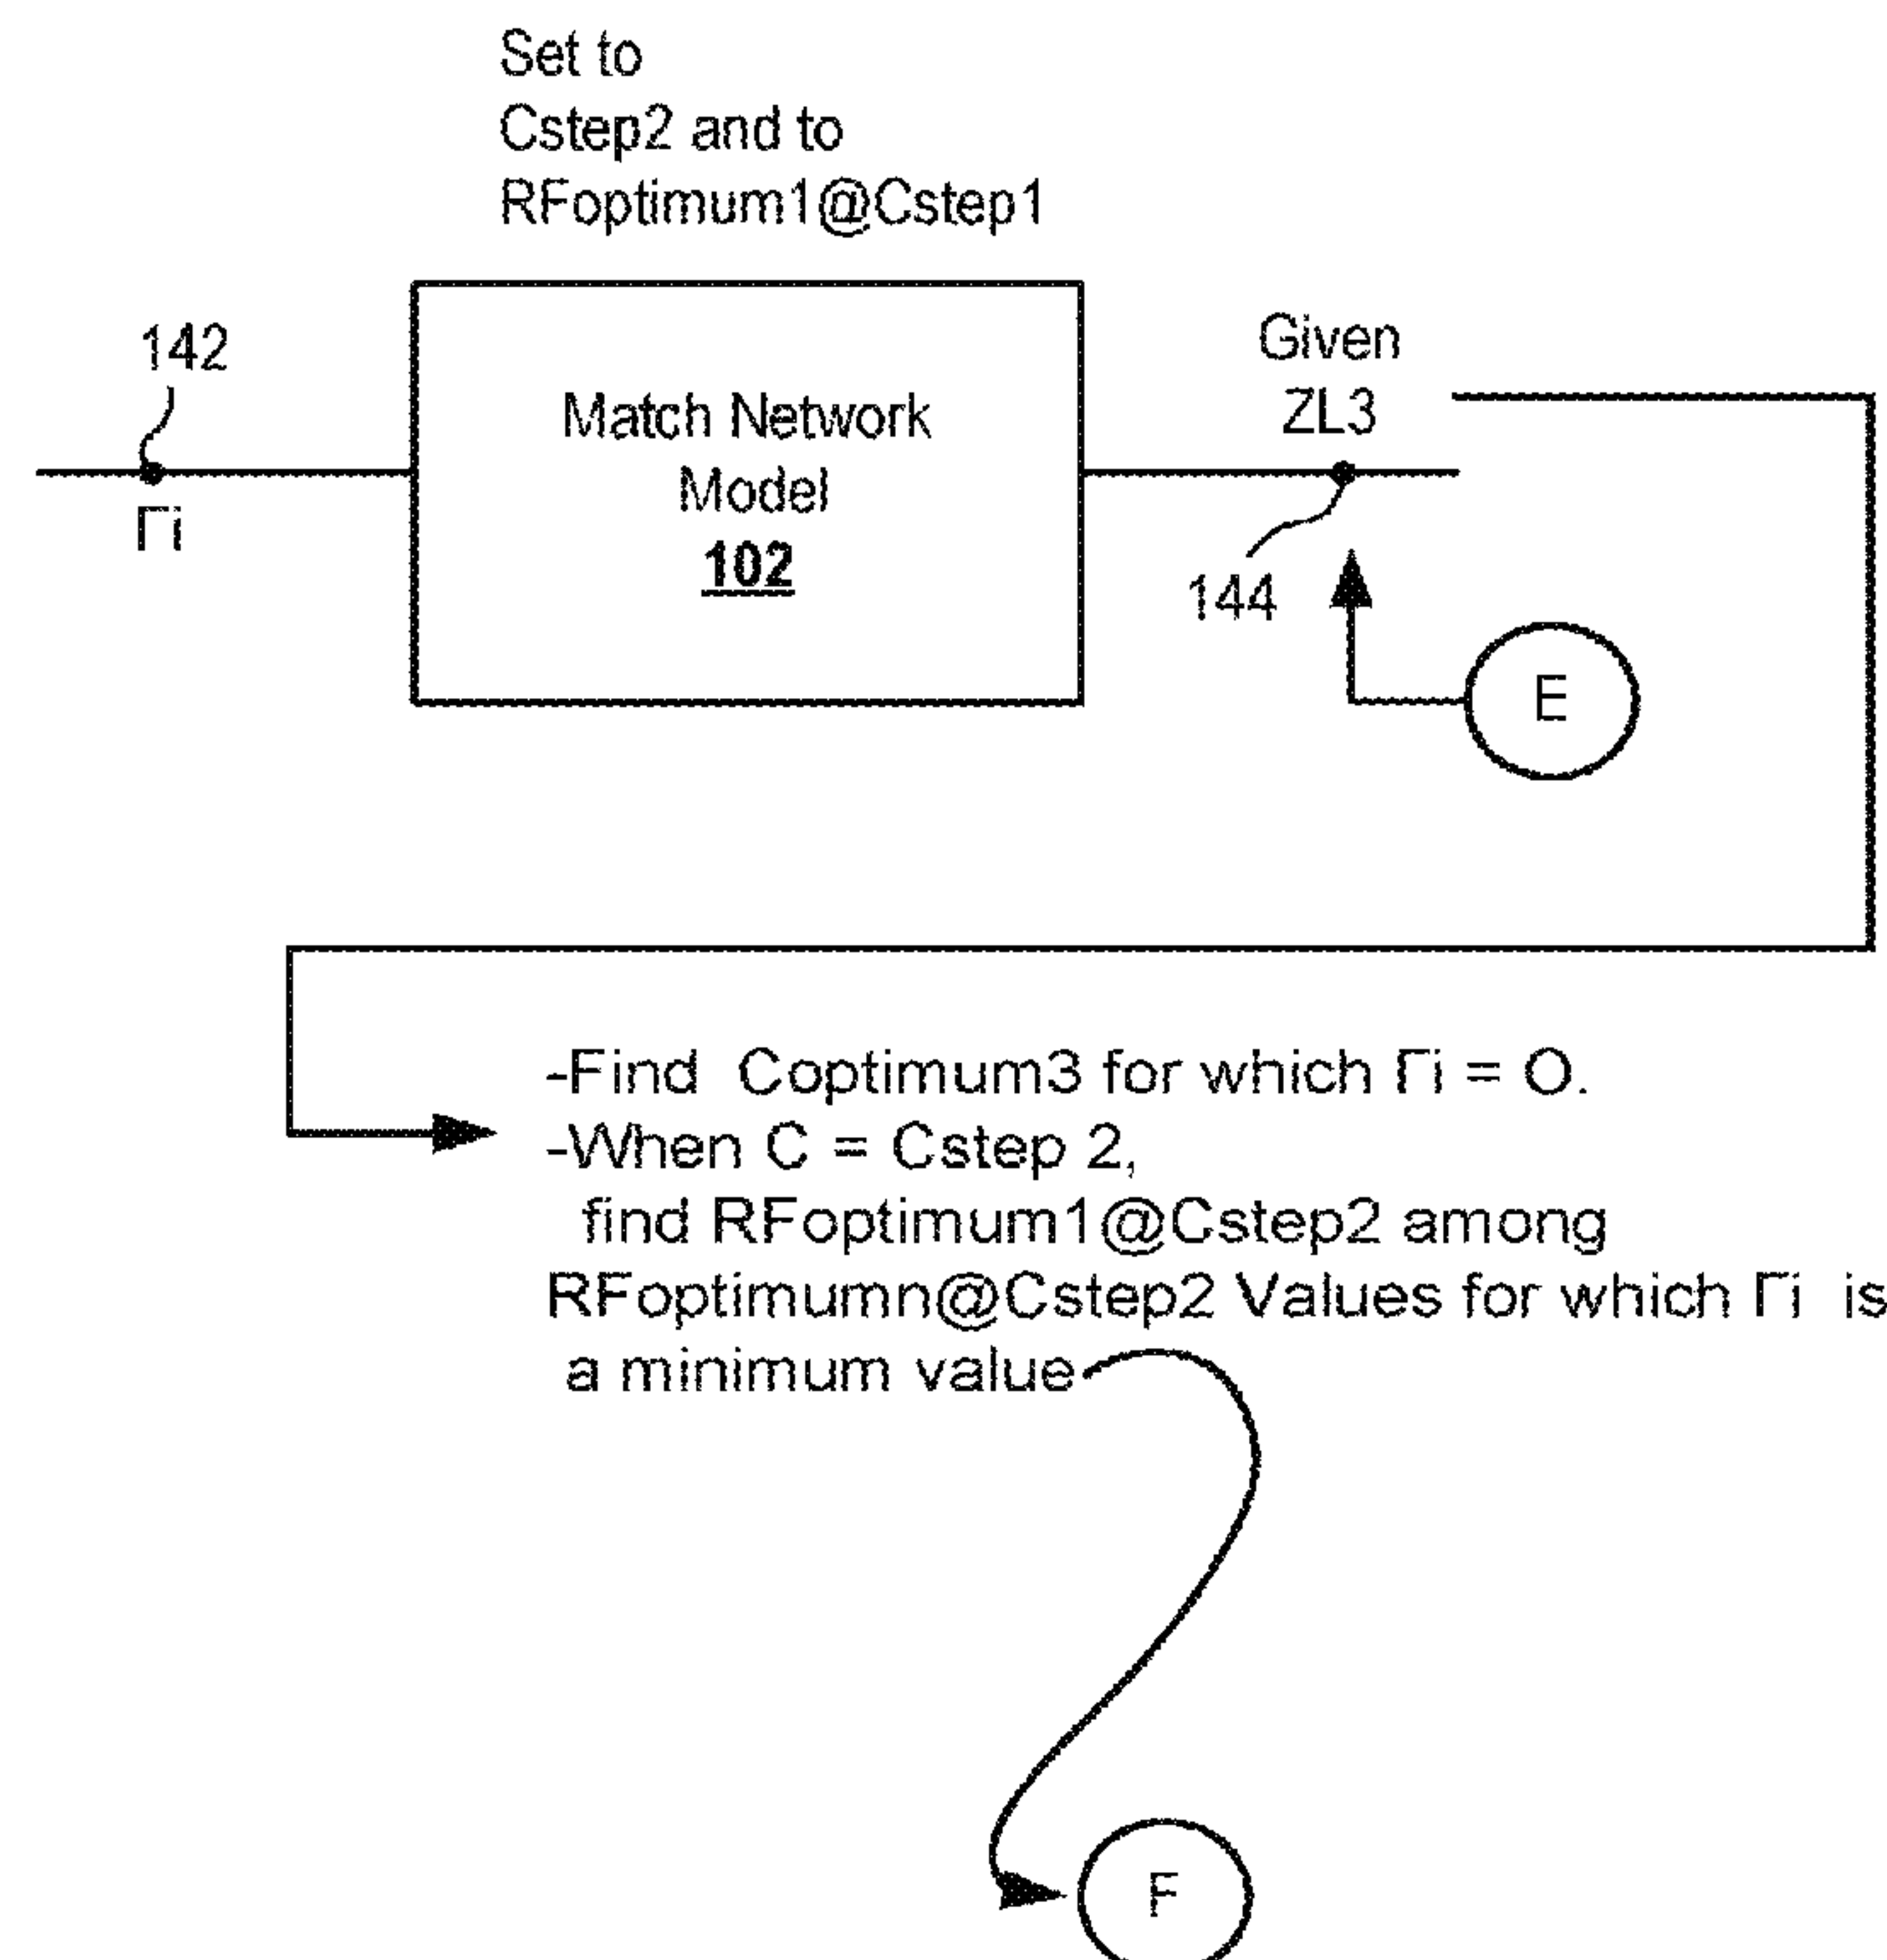 Set to
Cstep2 and to
RFoptimum1@Cstep1
142
Given
ZL3
Match Network
Model
102
Γi
144
E
-Find Coptimum3 for which Γi = O.
-When C = Cstep 2,
find RFoptimum1@Cstep2 among
RFoptimumn@Cstep2 Values for which Γi is
a minimum value
F